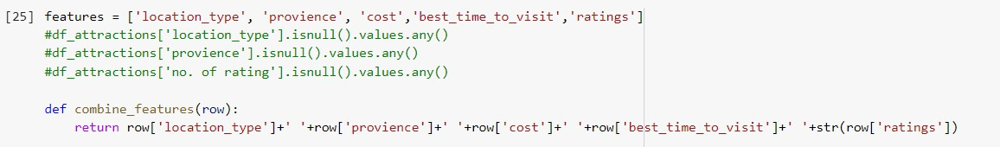 [25] features = ['location_type', 'provience', 'cost','best_time_to_visit','ratings']
#df_attractions['location_type'].isnull().values.any()
#df_attractions['provience'].isnull().values.any()
#df_attractions['no. of rating'].isnull().values.any()
def combine_features(row):
return row['location_type']+' '+row['provience']+' '+row['cost']+' '+row['best_time_to_visit']+' '+str(row['ratings'])